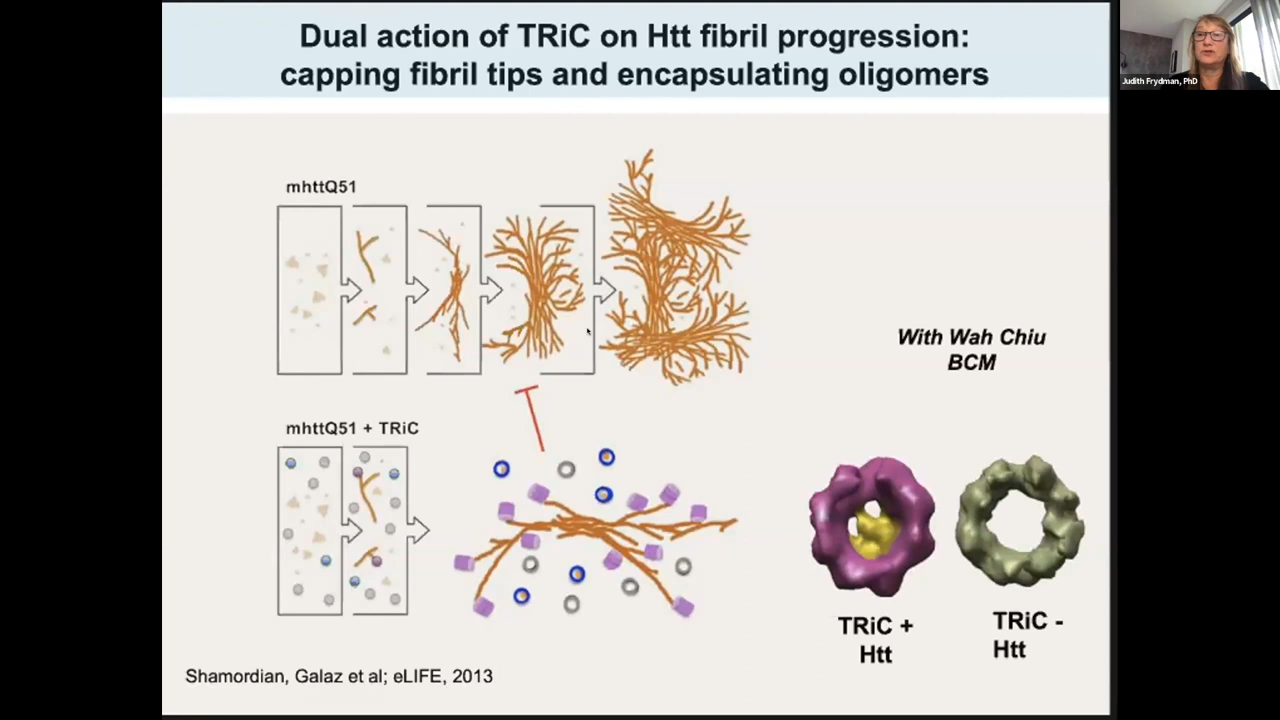 Dual action of TRiC on Htt fibril progression:
capping fibril tips and encapsulating oligomers
Judith Frydman, PhD
mhttQ51
With Wah Chiu
BCM
mhttQ51 + TRiC
TRiC +
Htt
TRiC -
Htt
Shamordian, Galaz et al; eLIFE, 2013